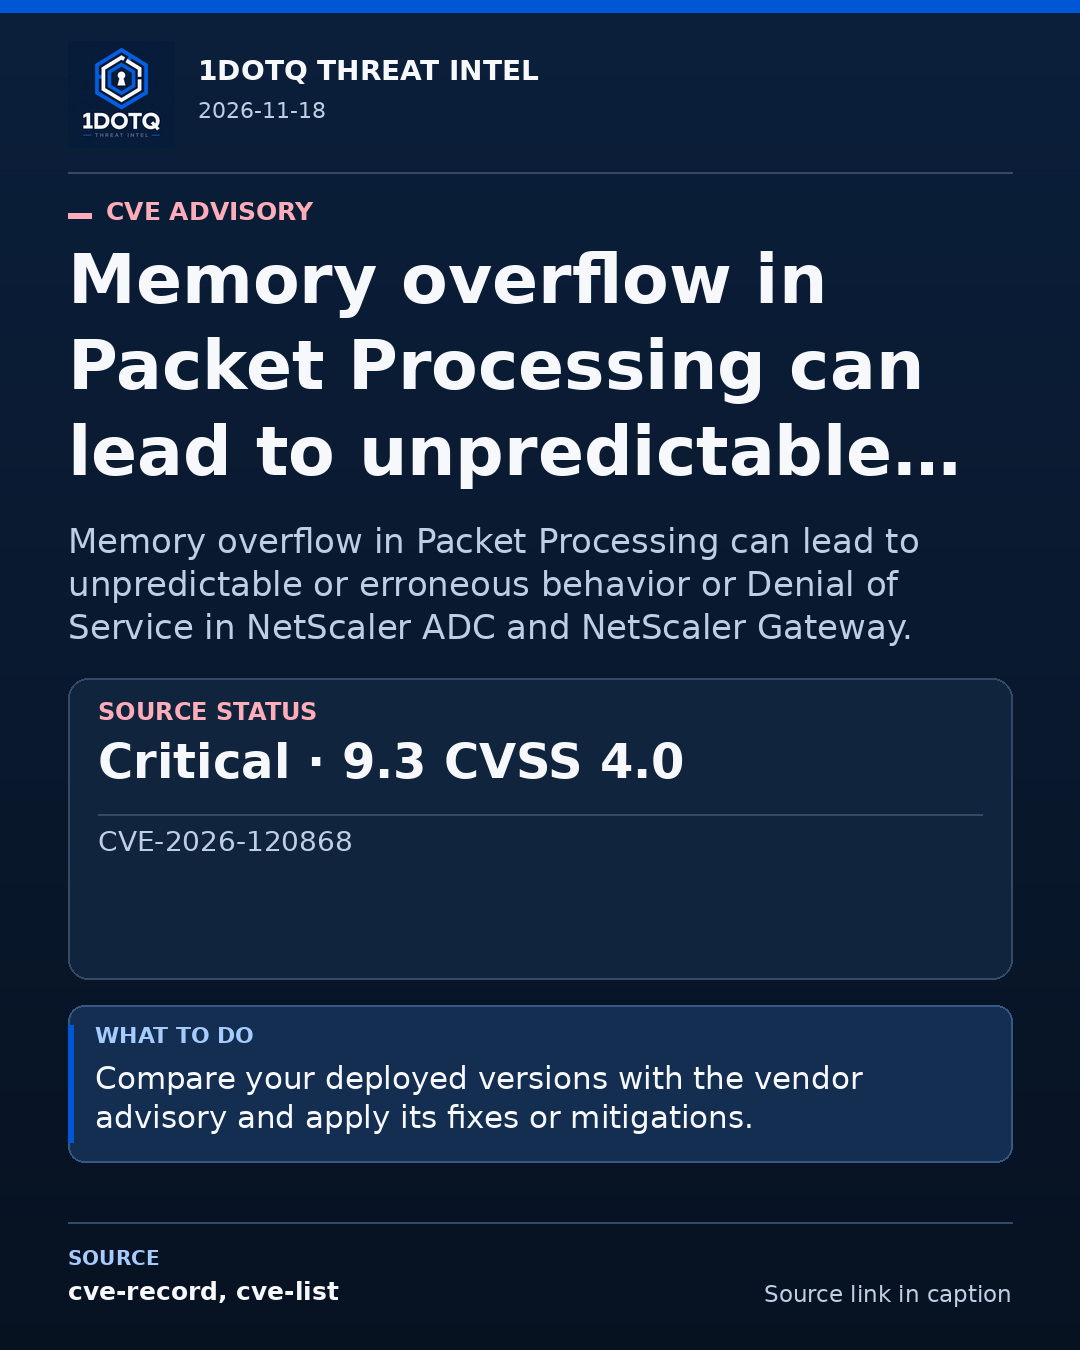 1DOTQ
THREAT INTEL
1DOTQ THREAT INTEL
2026-11-18
CVE ADVISORY
Memory overflow in
Packet Processing can
lead to unpredictable…
Memory overflow in Packet Processing can lead to
unpredictable or erroneous behavior or Denial of
Service in NetScaler ADC and NetScaler Gateway.
SOURCE STATUS
Critical · 9.3 CVSS 4.0
CVE-2026-120868
WHAT TO DO
Compare your deployed versions with the vendor
advisory and apply its fixes or mitigations.
SOURCE
cve-record, cve-list
Source link in caption